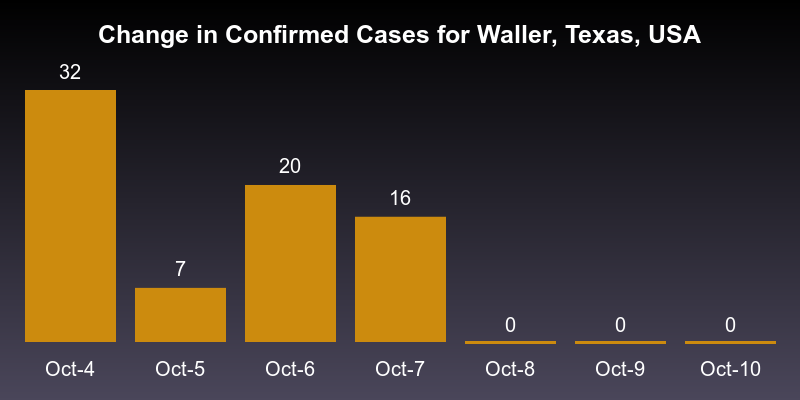 Change in Confirmed Cases for Waller, Texas, USA
32
7
20
16
0
0
0
Oct-4
Oct-5
Oct-6
Oct-7
Oct-8
Oct-9
Oct-10